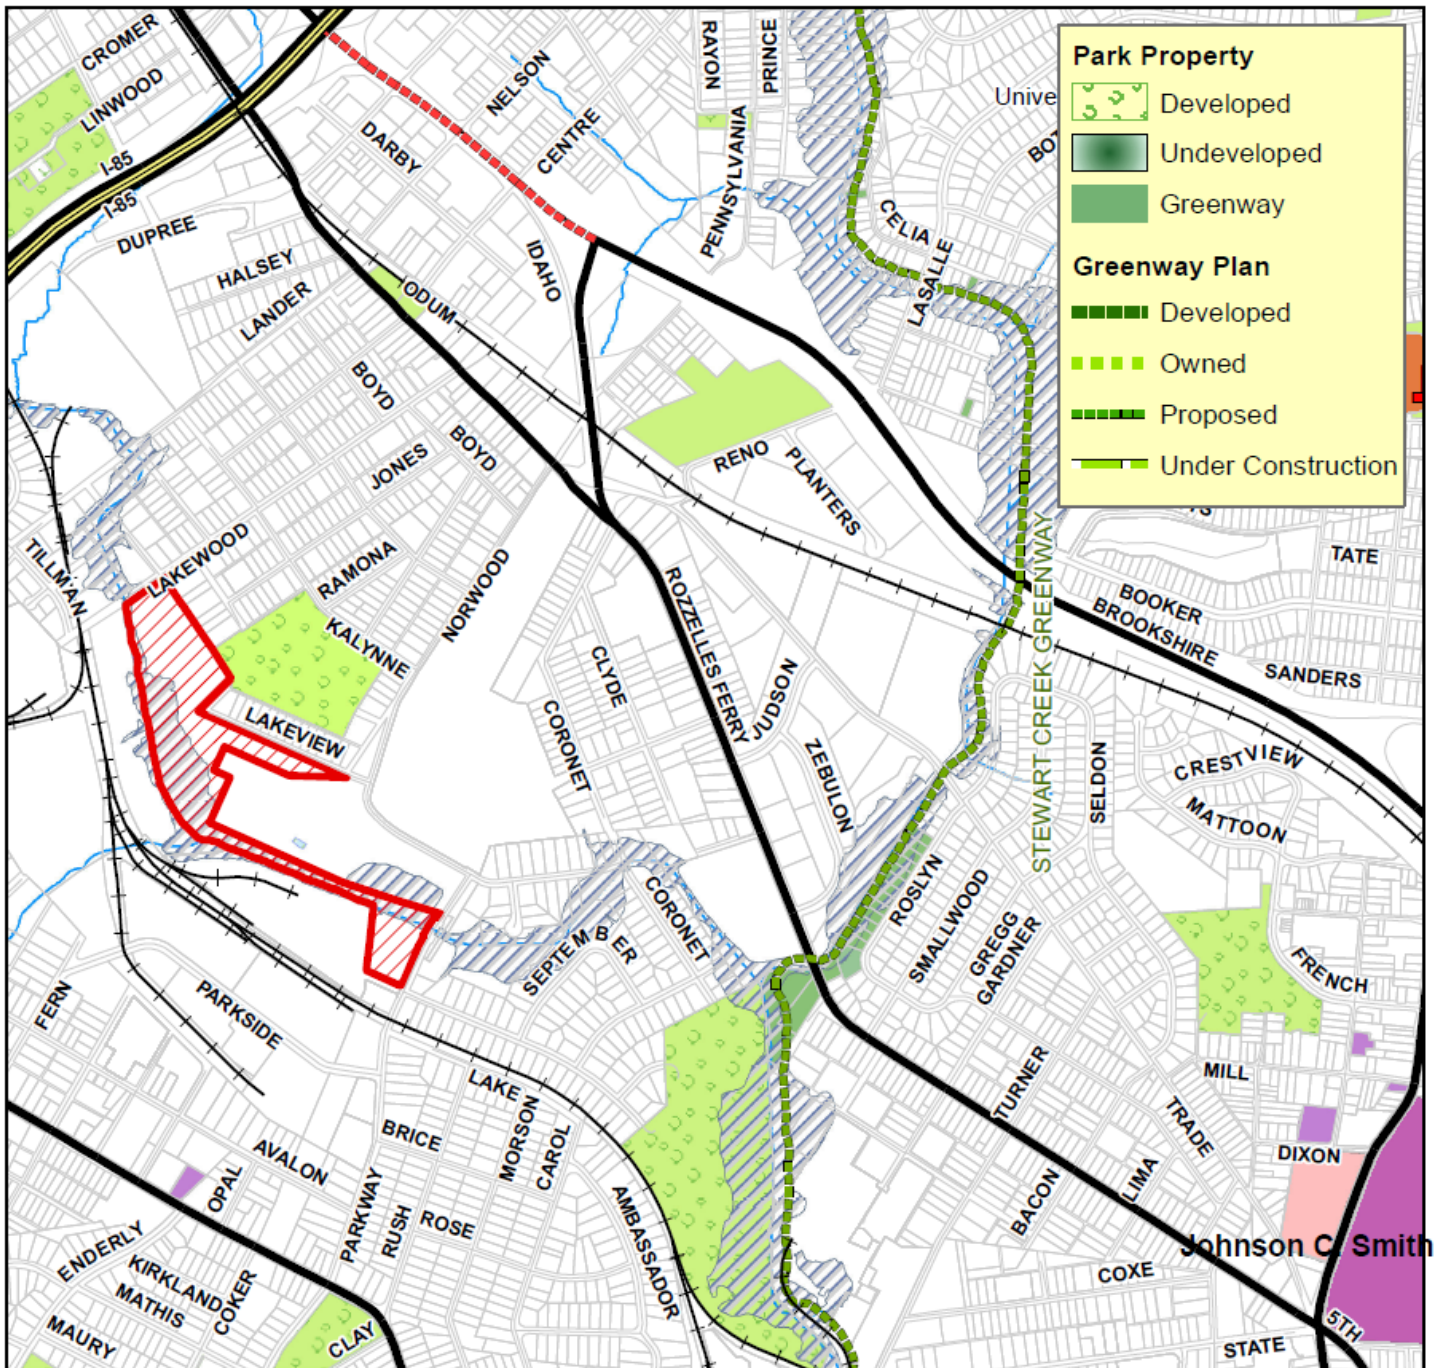 CROMER
LINWOOD
I-85
I-85
DUPREE
HALSEY
LANDER
DARBY
NELSON
CENTRE
RAYON
PRINCE
PENNSYLVANIA
IDAHO
ODUM
CELIA
LASALLE
Unive
BOT
Park Property
Developed
Undeveloped
Greenway
Greenway Plan
Developed
Owned
Proposed
Under Construction
BOYD
BOYD
JONES
RENO
PLANTERS
TILLMAN
LAKEWOOD
RAMONA
KALYNNE
NORWOOD
LAKEVIEW
CLYDE
CORONET
ROZZELLES FERRY
JUDSON
ZEBULON
STEWART CREEK GREENWAY
TATE
BOOKER
BROOKSHIRE
SANDERS
SELDON
CRESTVIEW
MATTOON
ROSLYN
SMALLWOOD
GREGG
GARDNER
FRENCH
CORONET
SEPTEMBER
FERN
PARKSIDE
LAKE
BRICE
MORSON
CAROL
AVALON
OPAL
PARKWAY
RUSH
ROSE
AMBASSADOR
ENDERLY
KIRKLAND
MATHIS
COKER
MAURY
CLAY
TURNER
TRADE
MILL
DIXON
BACON
LIMA
Johnson C. Smith
COXE
5TH
STATE